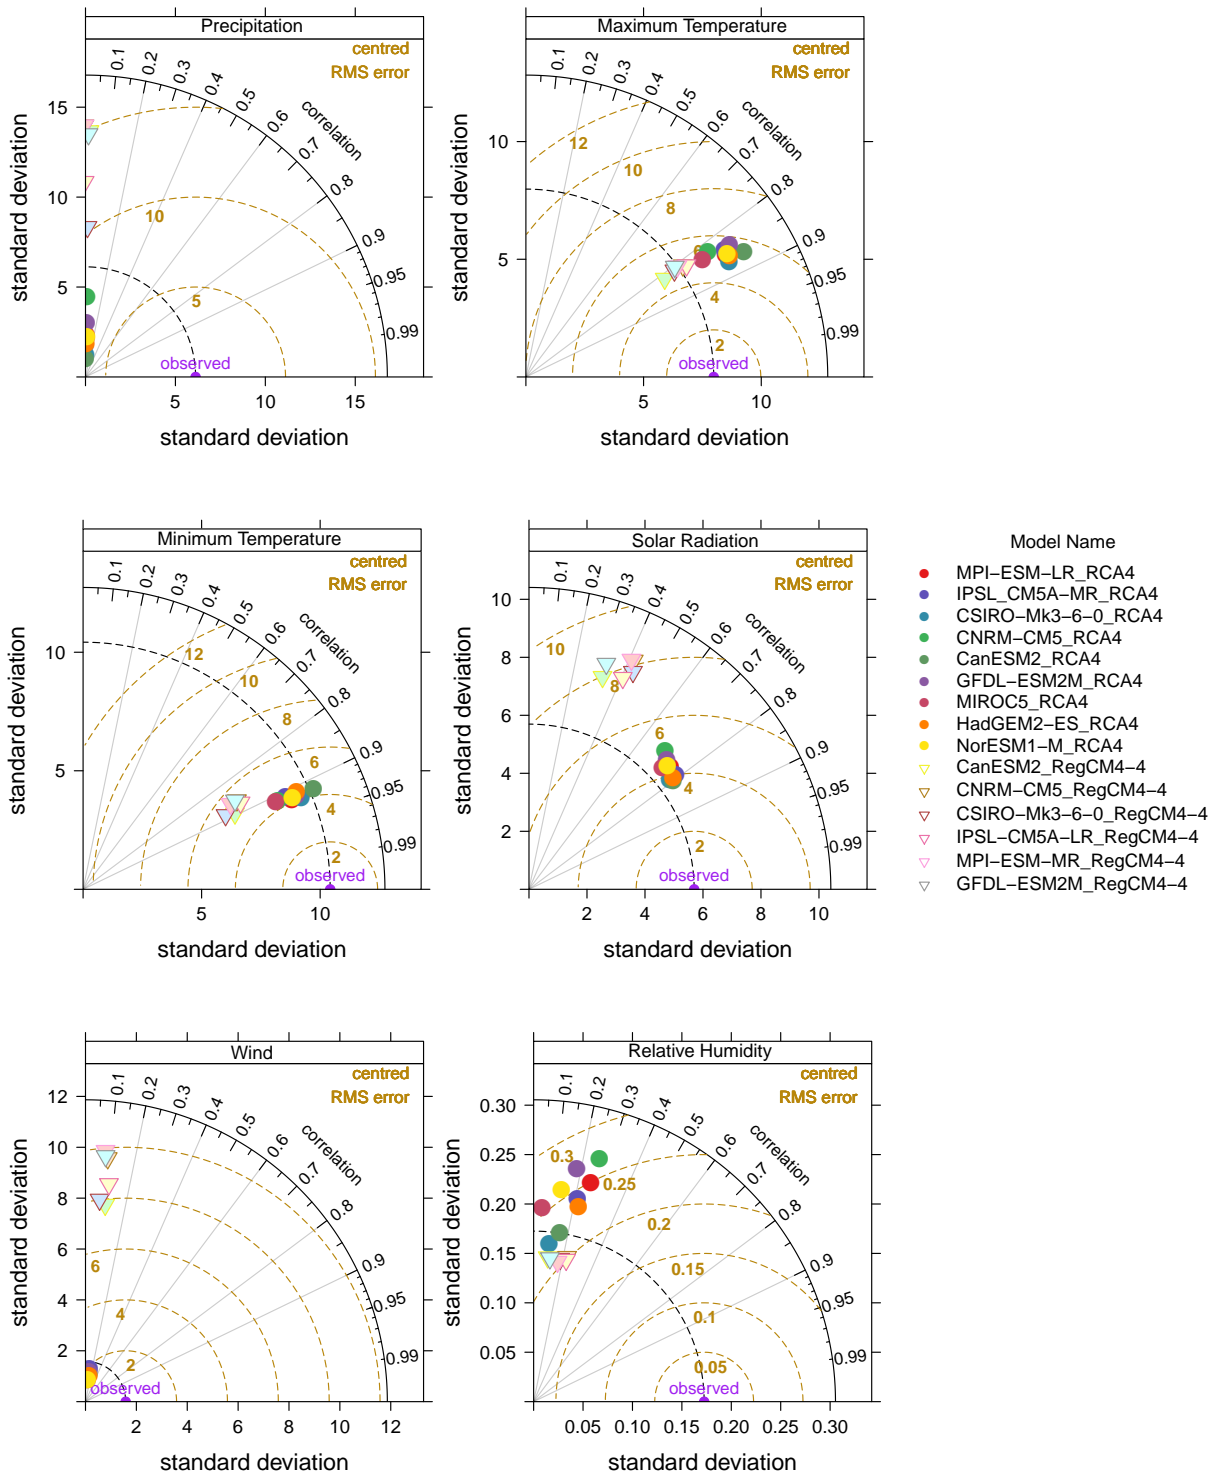 Precipitation
centred
RMS error
0.1
0.2
0.3
0.4
0.5
0.6
0.7
0.8
0.9
0.95
0.99
correlation
15
10
5
10
5
observed
5
10
15
standard deviation
standard deviation
Maximum Temperature
centred
RMS error
0.1
0.2
0.3
0.4
0.5
0.6
0.7
0.8
0.9
0.95
0.99
correlation
10
5
12
10
8
6
4
2
observed
5
10
standard deviation
standard deviation
Minimum Temperature
centred
RMS error
0.1
0.2
0.3
0.4
0.5
0.6
0.7
0.8
0.9
0.95
0.99
correlation
10
5
12
10
8
6
4
2
observed
5
10
standard deviation
standard deviation
Solar Radiation
centred
RMS error
0.1
0.2
0.3
0.4
0.5
0.6
0.7
0.8
0.9
0.95
0.99
correlation
10
8
6
4
2
10
8
6
4
2
observed
2
4
6
8
10
standard deviation
standard deviation
Model Name
MPI−ESM−LR_RCA4
IPSL_CM5A−MR_RCA4
CSIRO−Mk3−6−0_RCA4
CNRM−CM5_RCA4
CanESM2_RCA4
GFDL−ESM2M_RCA4
MIROC5_RCA4
HadGEM2−ES_RCA4
NorESM1−M_RCA4
CanESM2_RegCM4−4
CNRM−CM5_RegCM4−4
CSIRO−Mk3−6−0_RegCM4−4
IPSL−CM5A−LR_RegCM4−4
MPI−ESM−MR_RegCM4−4
GFDL−ESM2M_RegCM4−4
Wind
centred
RMS error
0.1
0.2
0.3
0.4
0.5
0.6
0.7
0.8
0.9
0.95
0.99
correlation
12
10
8
6
4
2
6
4
2
observed
2
4
6
8
10
12
standard deviation
standard deviation
Relative Humidity
centred
RMS error
0.1
0.2
0.3
0.4
0.5
0.6
0.7
0.8
0.9
0.95
0.99
correlation
0.30
0.25
0.20
0.15
0.10
0.05
0.3
0.25
0.2
0.15
0.1
0.05
observed
0.05
0.10
0.15
0.20
0.25
0.30
standard deviation
standard deviation